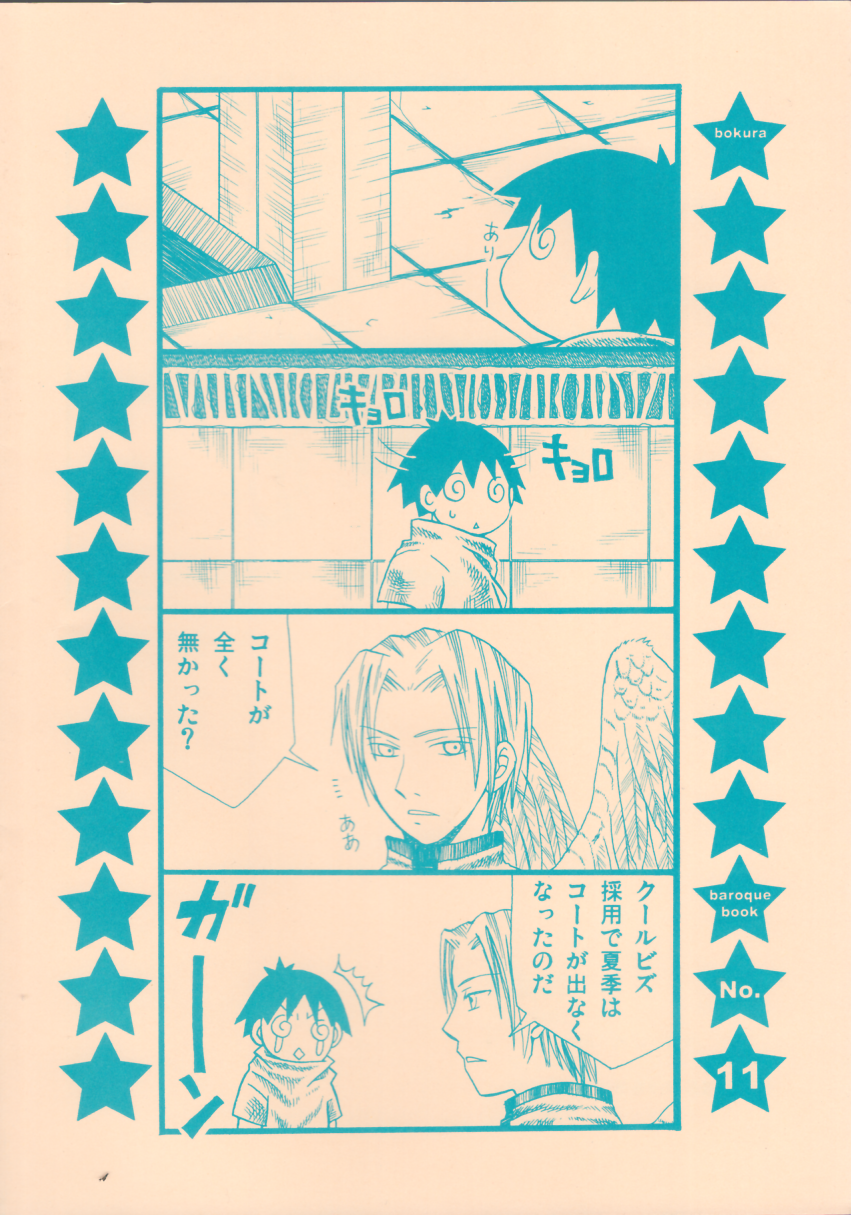 bokura
ありー
キョロ
キョロ
コートが
全く
無かった?
ああ
クールビズ
採用で夏季は
コートが出なく
なったのだ
ガーーン
baroque
book
No.
11